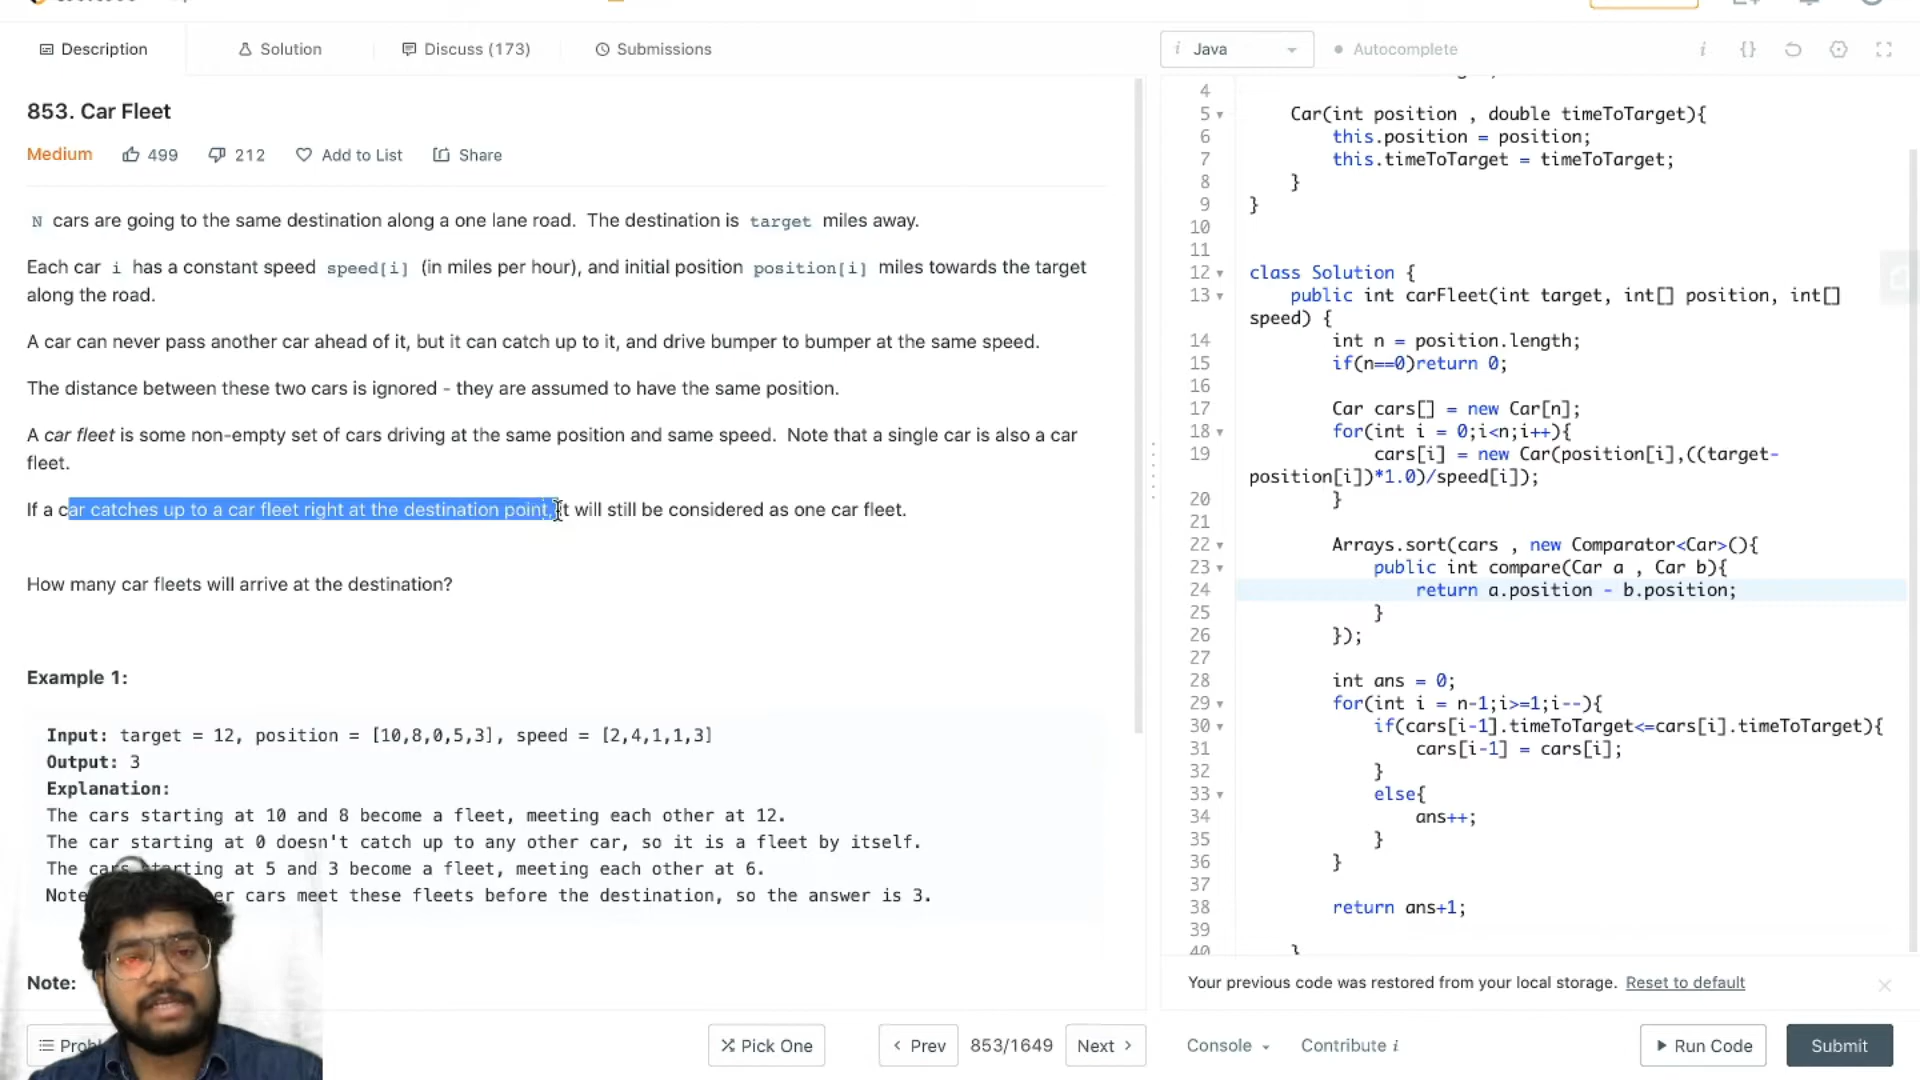 Description
Solution
Discuss (173)
Submissions
i Java
Autocomplete
i {}
853. Car Fleet
Medium 499 212 Add to List Share
N cars are going to the same destination along a one lane road. The destination is target miles away.
Each car i has a constant speed speed[i] (in miles per hour), and initial position position[i] miles towards the target
along the road.
A car can never pass another car ahead of it, but it can catch up to it, and drive bumper to bumper at the same speed.
The distance between these two cars is ignored - they are assumed to have the same position.
A car fleet is some non-empty set of cars driving at the same position and same speed. Note that a single car is also a car
fleet.
If a car catches up to a car fleet right at the destination point, it will still be considered as one car fleet.
How many car fleets will arrive at the destination?
Example 1:
Input: target = 12, position = [10,8,0,5,3], speed = [2,4,1,1,3]
Output: 3
Explanation:
The cars starting at 10 and 8 become a fleet, meeting each other at 12.
The car starting at 0 doesn't catch up to any other car, so it is a fleet by itself.
The cars starting at 5 and 3 become a fleet, meeting each other at 6.
Note er cars meet these fleets before the destination, so the answer is 3.
Note:
4
5 Car(int position , double timeToTarget){
6 this.position = position;
7 this.timeToTarget = timeToTarget;
8 }
9 }
10
11
12 class Solution {
13 public int carFleet(int target, int[] position, int[]
speed) {
14 int n = position.length;
15 if(n==0)return 0;
16
17 Car cars[] = new Car[n];
18 for(int i = 0;i<n;i++){
19 cars[i] = new Car(position[i],((target-
position[i])*1.0)/speed[i]);
20 }
21
22 Arrays.sort(cars , new Comparator<Car>(){
23 public int compare(Car a , Car b){
24 return a.position - b.position;
25 }
26 });
27
28 int ans = 0;
29 for(int i = n-1;i>=1;i--){
30 if(cars[i-1].timeToTarget<=cars[i].timeToTarget){
31 cars[i-1] = cars[i];
32 }
33 else{
34 ans++;
35 }
36 }
37
38 return ans+1;
39
40 }
Your previous code was restored from your local storage. Reset to default
Probl
Pick One
Prev 853/1649 Next
Console
Contribute i
Run Code
Submit